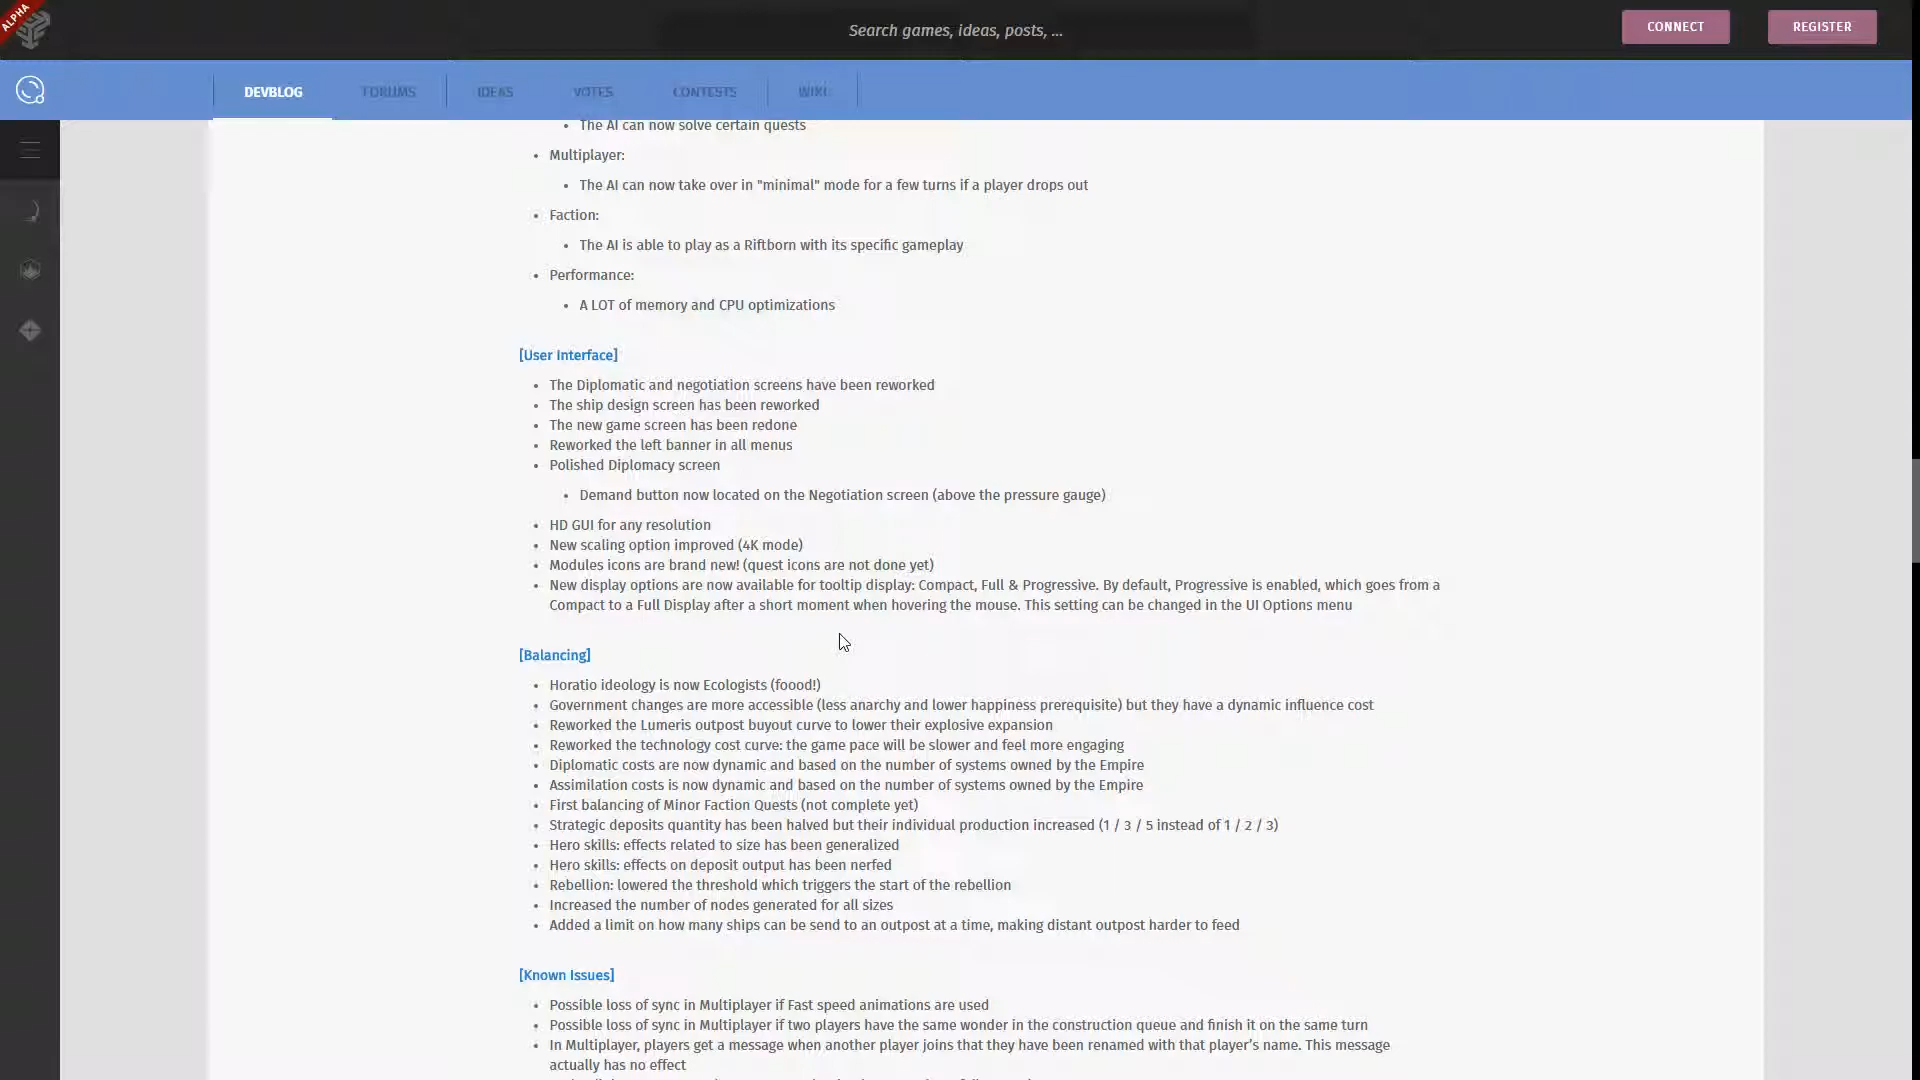 ALPHA
Search games, ideas, posts, ...
CONNECT
REGISTER
DEVBLOG
FORUMS
IDEAS
VOTES
CONTESTS
WIKI
The AI can now solve certain quests
Multiplayer:
The AI can now take over in "minimal" mode for a few turns if a player drops out
Faction:
The AI is able to play as a Riftborn with its specific gameplay
Performance:
A LOT of memory and CPU optimizations
[User Interface]
The Diplomatic and negotiation screens have been reworked
The ship design screen has been reworked
The new game screen has been redone
Reworked the left banner in all menus
Polished Diplomacy screen
Demand button now located on the Negotiation screen (above the pressure gauge)
HD GUI for any resolution
New scaling option improved (4K mode)
Modules icons are brand new! (quest icons are not done yet)
New display options are now available for tooltip display: Compact, Full & Progressive. By default, Progressive is enabled, which goes from a
Compact to a Full Display after a short moment when hovering the mouse. This setting can be changed in the UI Options menu
[Balancing]
Horatio ideology is now Ecologists (foood!)
Government changes are more accessible (less anarchy and lower happiness prerequisite) but they have a dynamic influence cost
Reworked the Lumeris outpost buyout curve to lower their explosive expansion
Reworked the technology cost curve: the game pace will be slower and feel more engaging
Diplomatic costs are now dynamic and based on the number of systems owned by the Empire
Assimilation costs is now dynamic and based on the number of systems owned by the Empire
First balancing of Minor Faction Quests (not complete yet)
Strategic deposits quantity has been halved but their individual production increased (1 / 3 / 5 instead of 1 / 2 / 3)
Hero skills: effects related to size has been generalized
Hero skills: effects on deposit output has been nerfed
Rebellion: lowered the threshold which triggers the start of the rebellion
Increased the number of nodes generated for all sizes
Added a limit on how many ships can be send to an outpost at a time, making distant outpost harder to feed
[Known Issues]
Possible loss of sync in Multiplayer if Fast speed animations are used
Possible loss of sync in Multiplayer if two players have the same wonder in the construction queue and finish it on the same turn
In Multiplayer, players get a message when another player joins that they have been renamed with that player's name. This message
actually has no effect